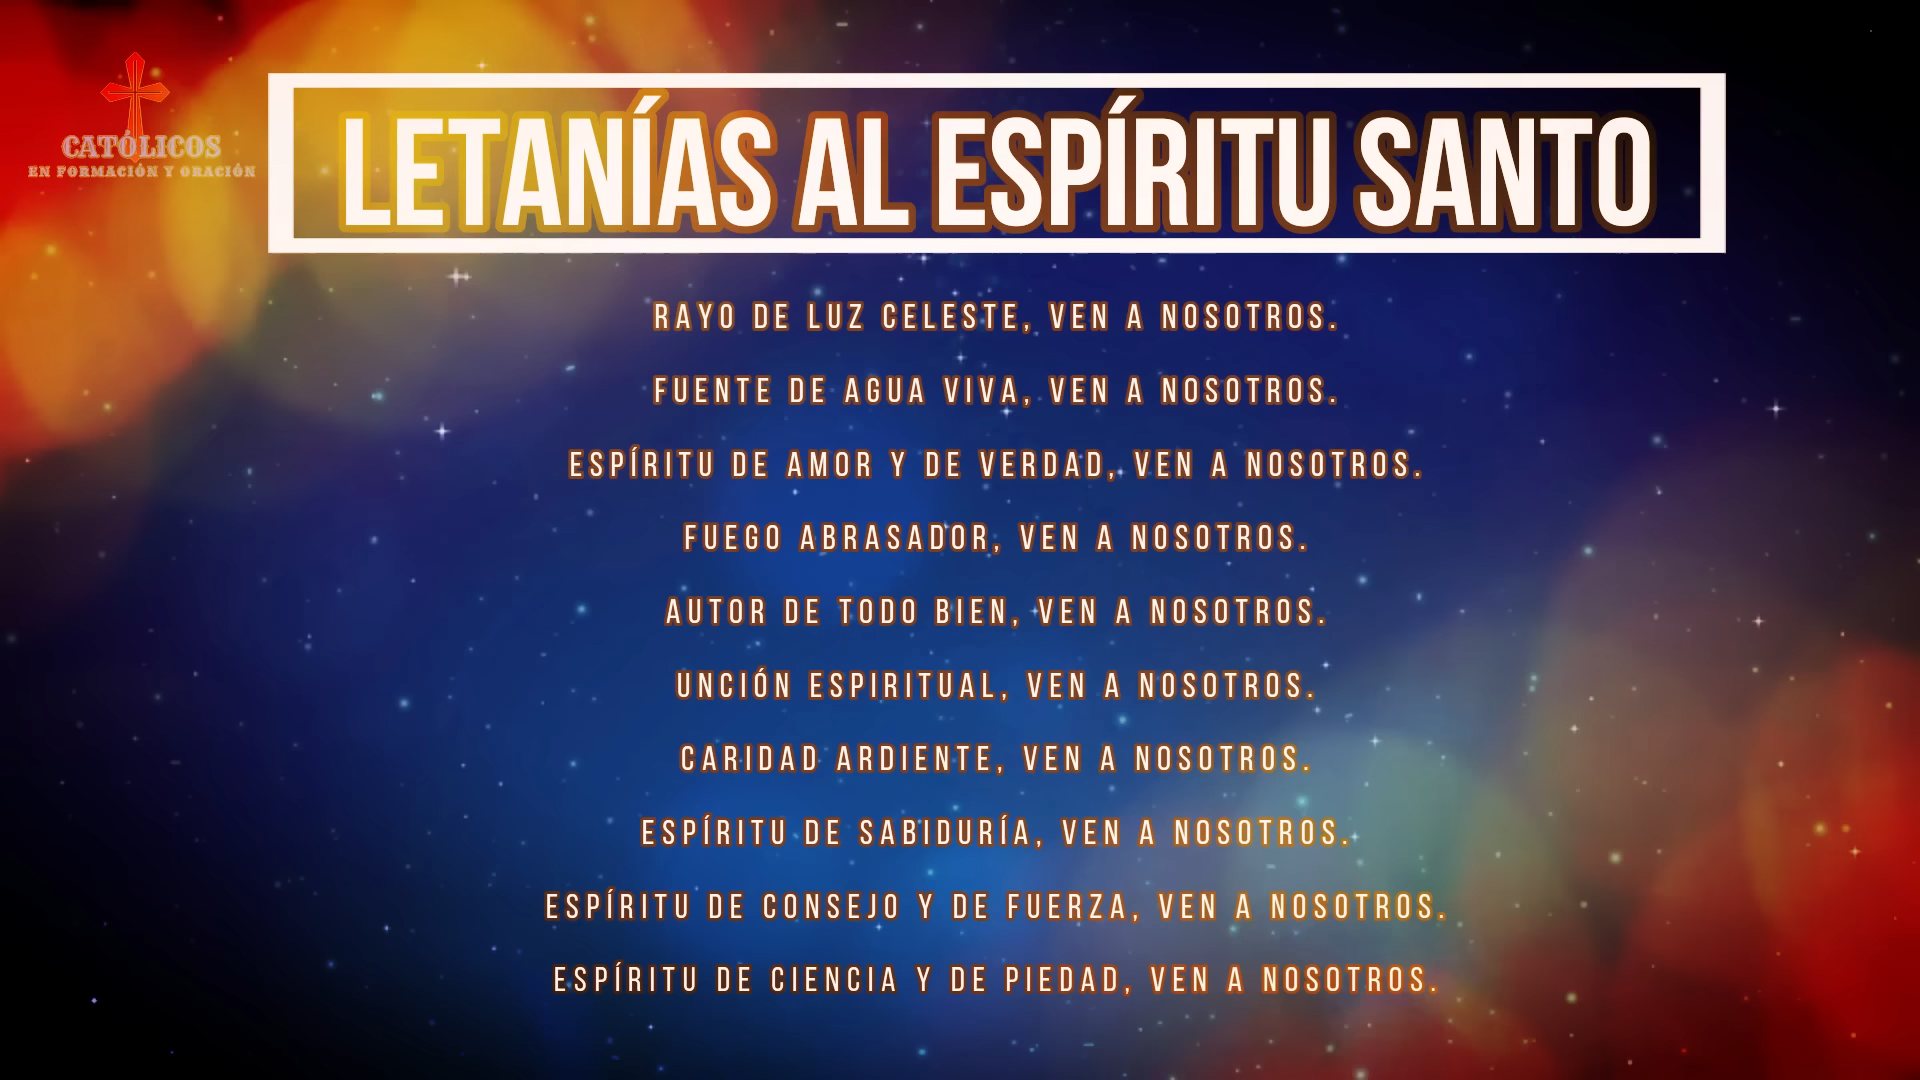 CATÓLICOS
EN FORMACIÓN Y ORACIÓN
LETANÍAS AL ESPÍRITU SANTO
RAYO DE LUZ CELESTE, VEN A NOSOTROS.
FUENTE DE AGUA VIVA, VEN A NOSOTROS.
ESPÍRITU DE AMOR Y DE VERDAD, VEN A NOSOTROS.
FUEGO ABRASADOR, VEN A NOSOTROS.
AUTOR DE TODO BIEN, VEN A NOSOTROS.
UNCIÓN ESPIRITUAL, VEN A NOSOTROS.
CARIDAD ARDIENTE, VEN A NOSOTROS.
ESPÍRITU DE SABIDURÍA, VEN A NOSOTROS.
ESPÍRITU DE CONSEJO Y DE FUERZA, VEN A NOSOTROS.
ESPÍRITU DE CIENCIA Y DE PIEDAD, VEN A NOSOTROS.